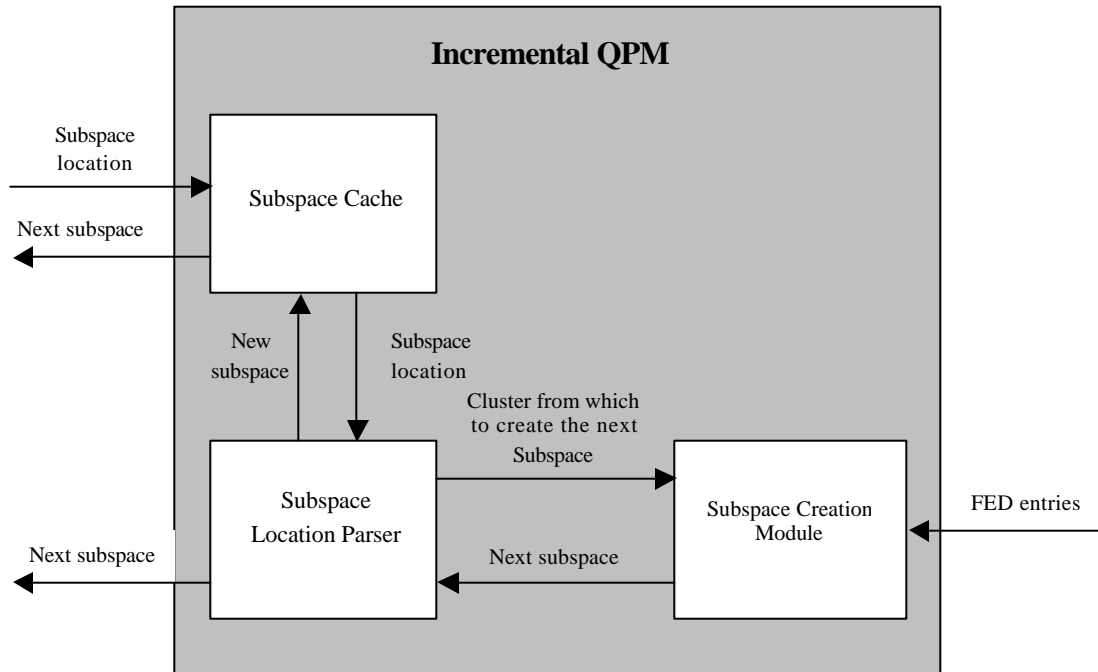 Incremental QPM
Subspace
location
Subspace Cache
Next subspace
New
subspace
Subspace
location
Cluster from which
to create the next
Subspace
Subspace
Location Parser
Subspace Creation
Module
FED entries
Next subspace
Next subspace